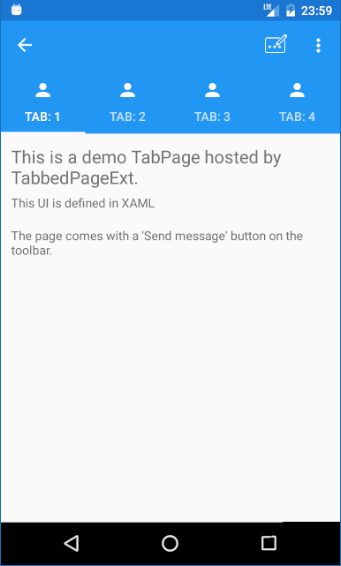 LTE 23:59
TAB: 1 TAB: 2 TAB: 3 TAB: 4
This is a demo TabPage hosted by
TabbedPageExt.
This UI is defined in XAML
The page comes with a 'Send message' button on the
toolbar.